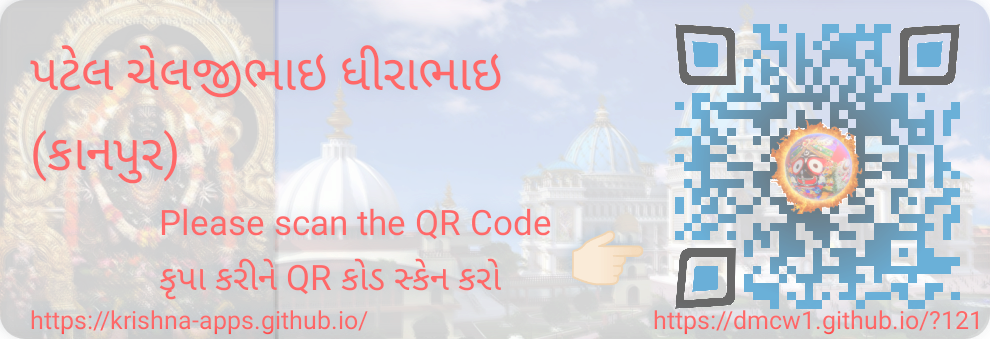 પટેલ ચેલજીભાઇ ધીરાભાઇ
(કાનપુર)
Please scan the QR Code
કૃપા કરીને QR કોડ સ્કેન કરો
https://krishna-apps.github.io/
https://dmcw1.github.io/?121